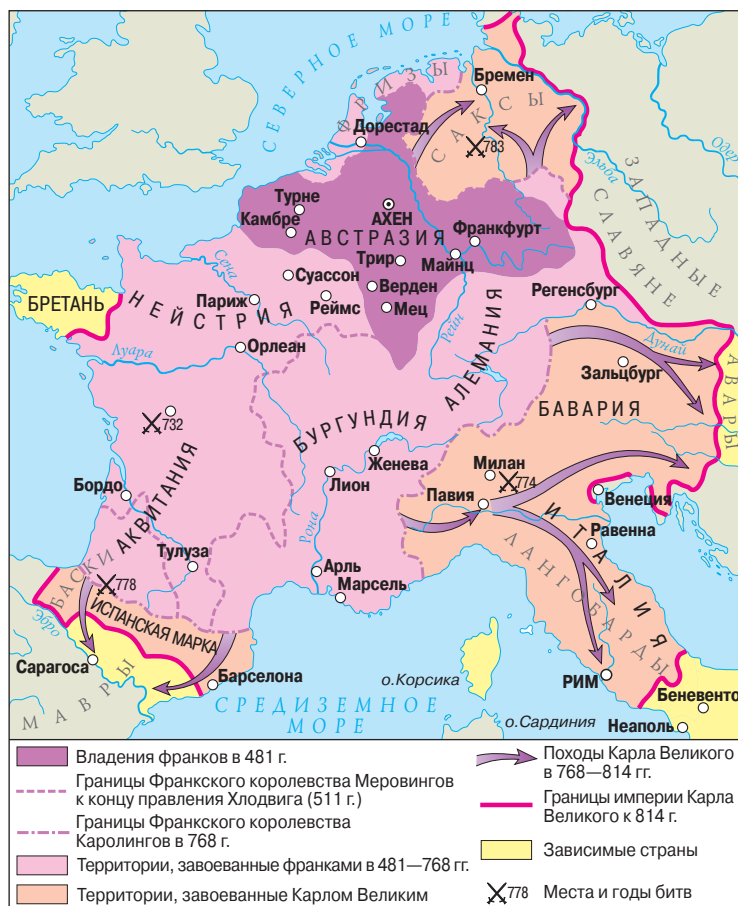 СЕВЕРНОЕ МОРЕ
ФРИЗЫ
Бремен
САКСЫ
783
Дорестад
Эльба
Одер
ЗАПАДНЫЕ
СЛАВЯНЕ
Турне
АХЕН
Камбре
АВСТРАЗИЯ
Франкфурт
Трир
Майнц
Сена
Суассон
Верден
БРЕТАНЬ
НЕЙСТРИЯ
Париж
Реймс
Мец
Рейн
Регенсбург
АЛЕМАНИЯ
Дунай
Луара
Орлеан
Зальцбург
АВАРЫ
732
БУРГУНДИЯ
БАВАРИЯ
Женева
Милан
774
Лион
Павия
Венеция
Бордо
АКВИТАНИЯ
Рона
ИТАЛИЯ
Равенна
Тулуза
ЛАНГОБАРДЫ
Арль
Марсель
БАСКИ
778
ИСПАНСКАЯ МАРКА
Эбро
Сарагоса
Барселона
МАВРЫ
СРЕДИЗЕМНОЕ
МОРЕ
о.Корсика
РИМ
Беневенто
о.Сардиния
Неаполь
Владения франков в 481 г.
Границы Франкского королевства Меровингов
к концу правления Хлодвига (511 г.)
Границы Франкского королевства
Каролингов в 768 г.
Территории, завоеванные франками в 481—768 гг.
Территории, завоеванные Карлом Великим
Походы Карла Великого
в 768—814 гг.
Границы империи Карла
Великого к 814 г.
Зависимые страны
778 Места и годы битв